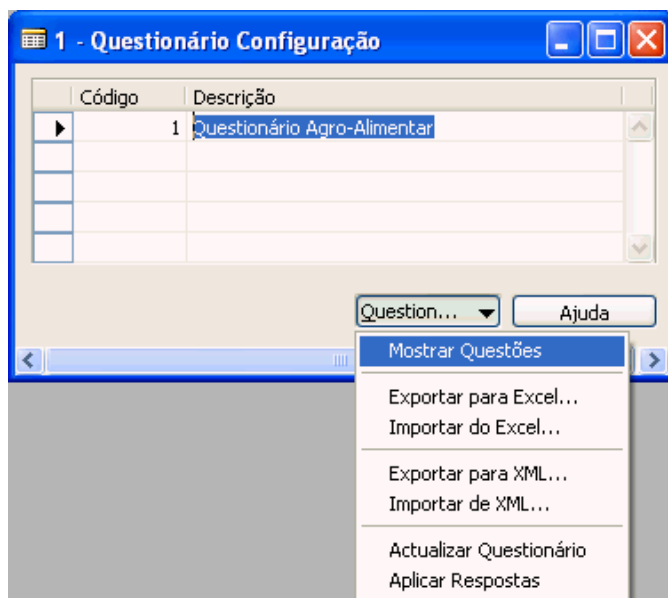 1 - Questionário Configuração
Código Descrição
1 Questionário Agro-Alimentar
Question... Ajuda
Mostrar Questões
Exportar para Excel...
Importar do Excel...
Exportar para XML...
Importar de XML...
Actualizar Questionário
Aplicar Respostas